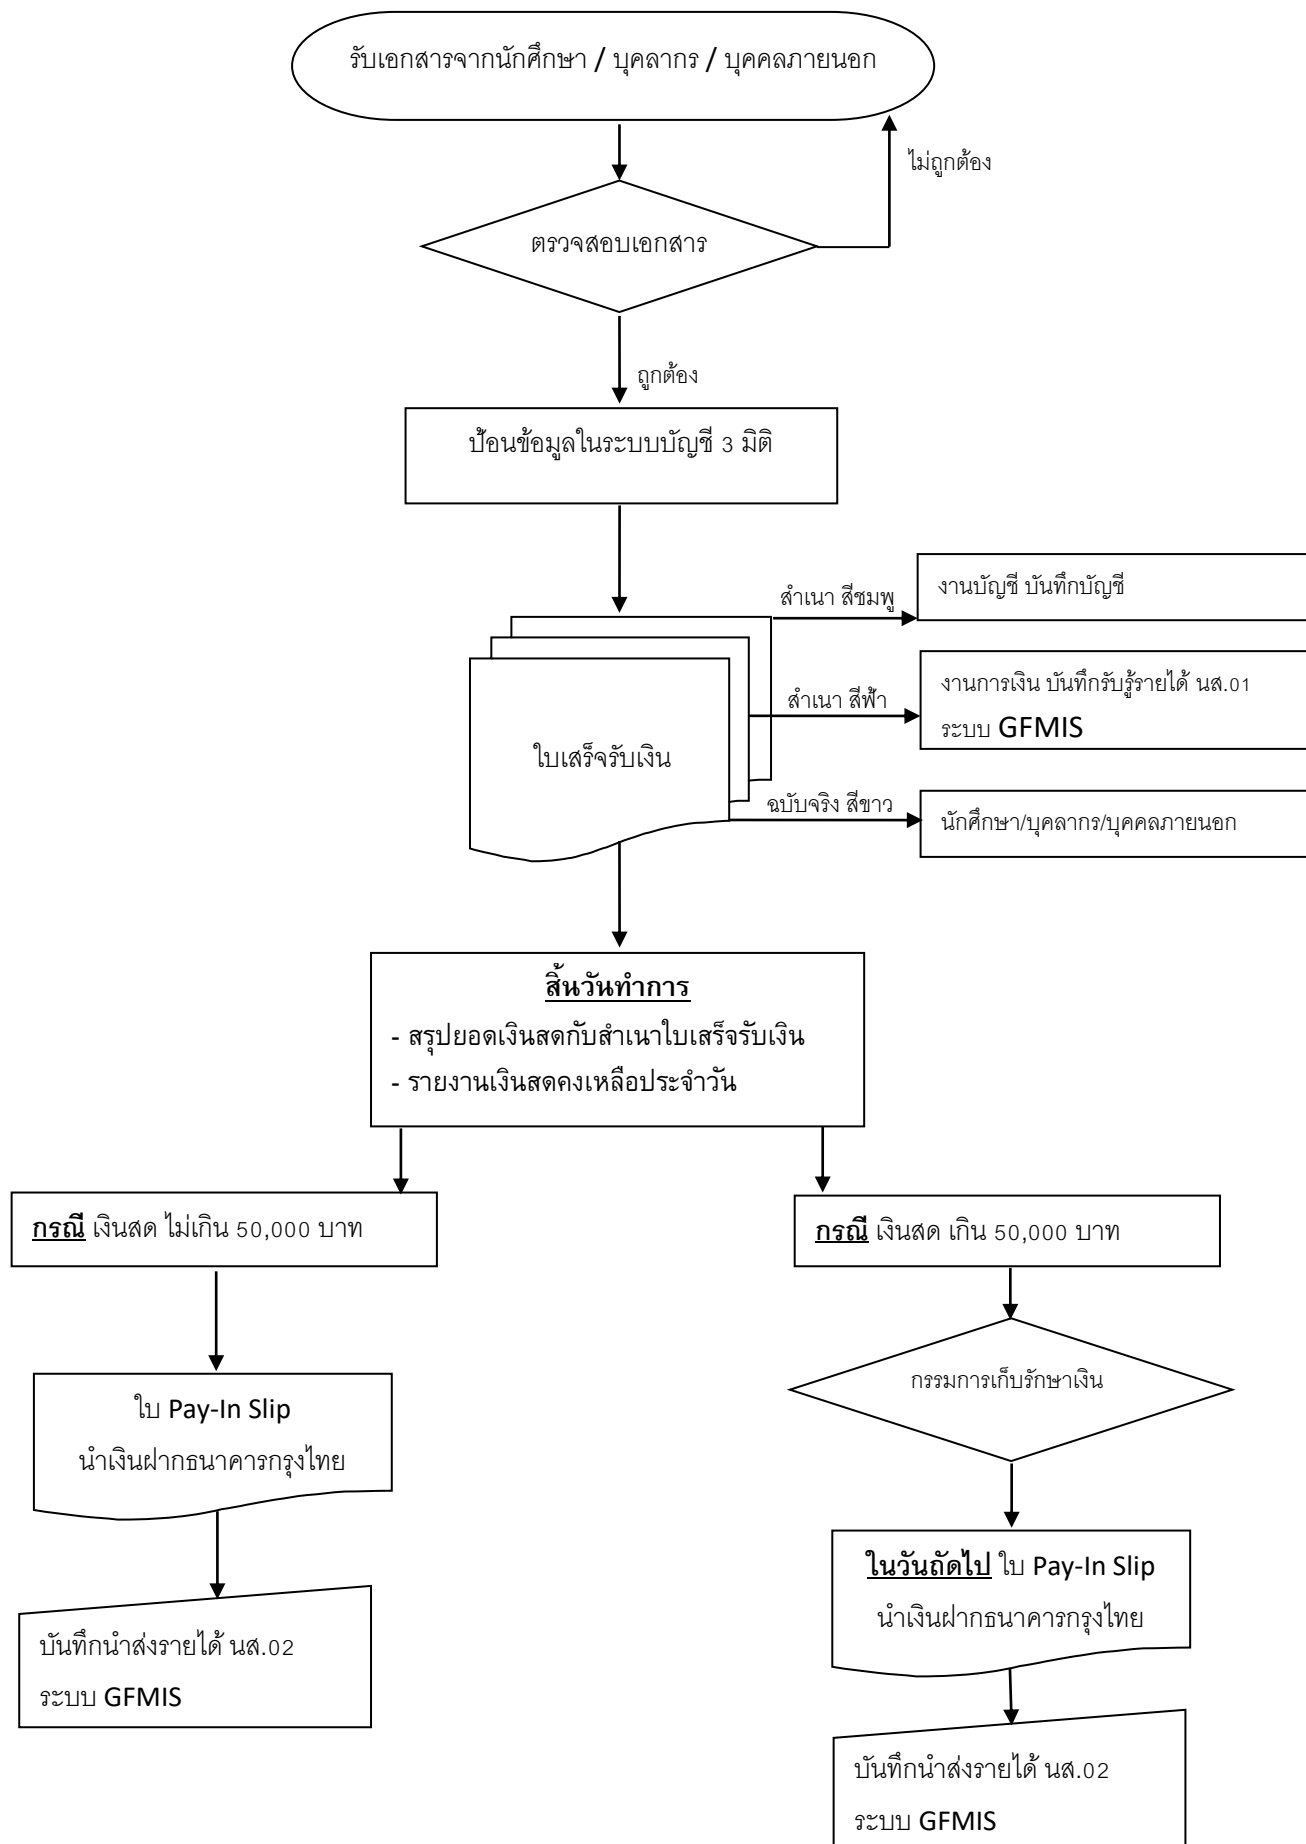 รับเอกสารจากนักศึกษา / บุคลากร / บุคคลภายนอก
ไม่ถูกต้อง
ตรวจสอบเอกสาร
ถูกต้อง
ป้อนข้อมูลในระบบบัญชี 3 มิติ
สำเนา สีชมพู
งานบัญชี บันทึกบัญชี
สำเนา สีฟ้า
งานการเงิน บันทึกรับรู้รายได้ นส.01
ระบบ GFMIS
ใบเสร็จรับเงิน
ฉบับจริง สีขาว
นักศึกษา/บุคลากร/บุคคลภายนอก
สิ้นวันทำการ
- สรุปยอดเงินสดกับสำเนาใบเสร็จรับเงิน
- รายงานเงินสดคงเหลือประจำวัน
กรณี เงินสด ไม่เกิน 50,000 บาท
ใบ Pay-In Slip
นำเงินฝากธนาคารกรุงไทย
บันทึกนำส่งรายได้ นส.02
ระบบ GFMIS
กรณี เงินสด เกิน 50,000 บาท
กรรมการเก็บรักษาเงิน
ในวันถัดไป ใบ Pay-In Slip
นำเงินฝากธนาคารกรุงไทย
บันทึกนำส่งรายได้ นส.02
ระบบ GFMIS